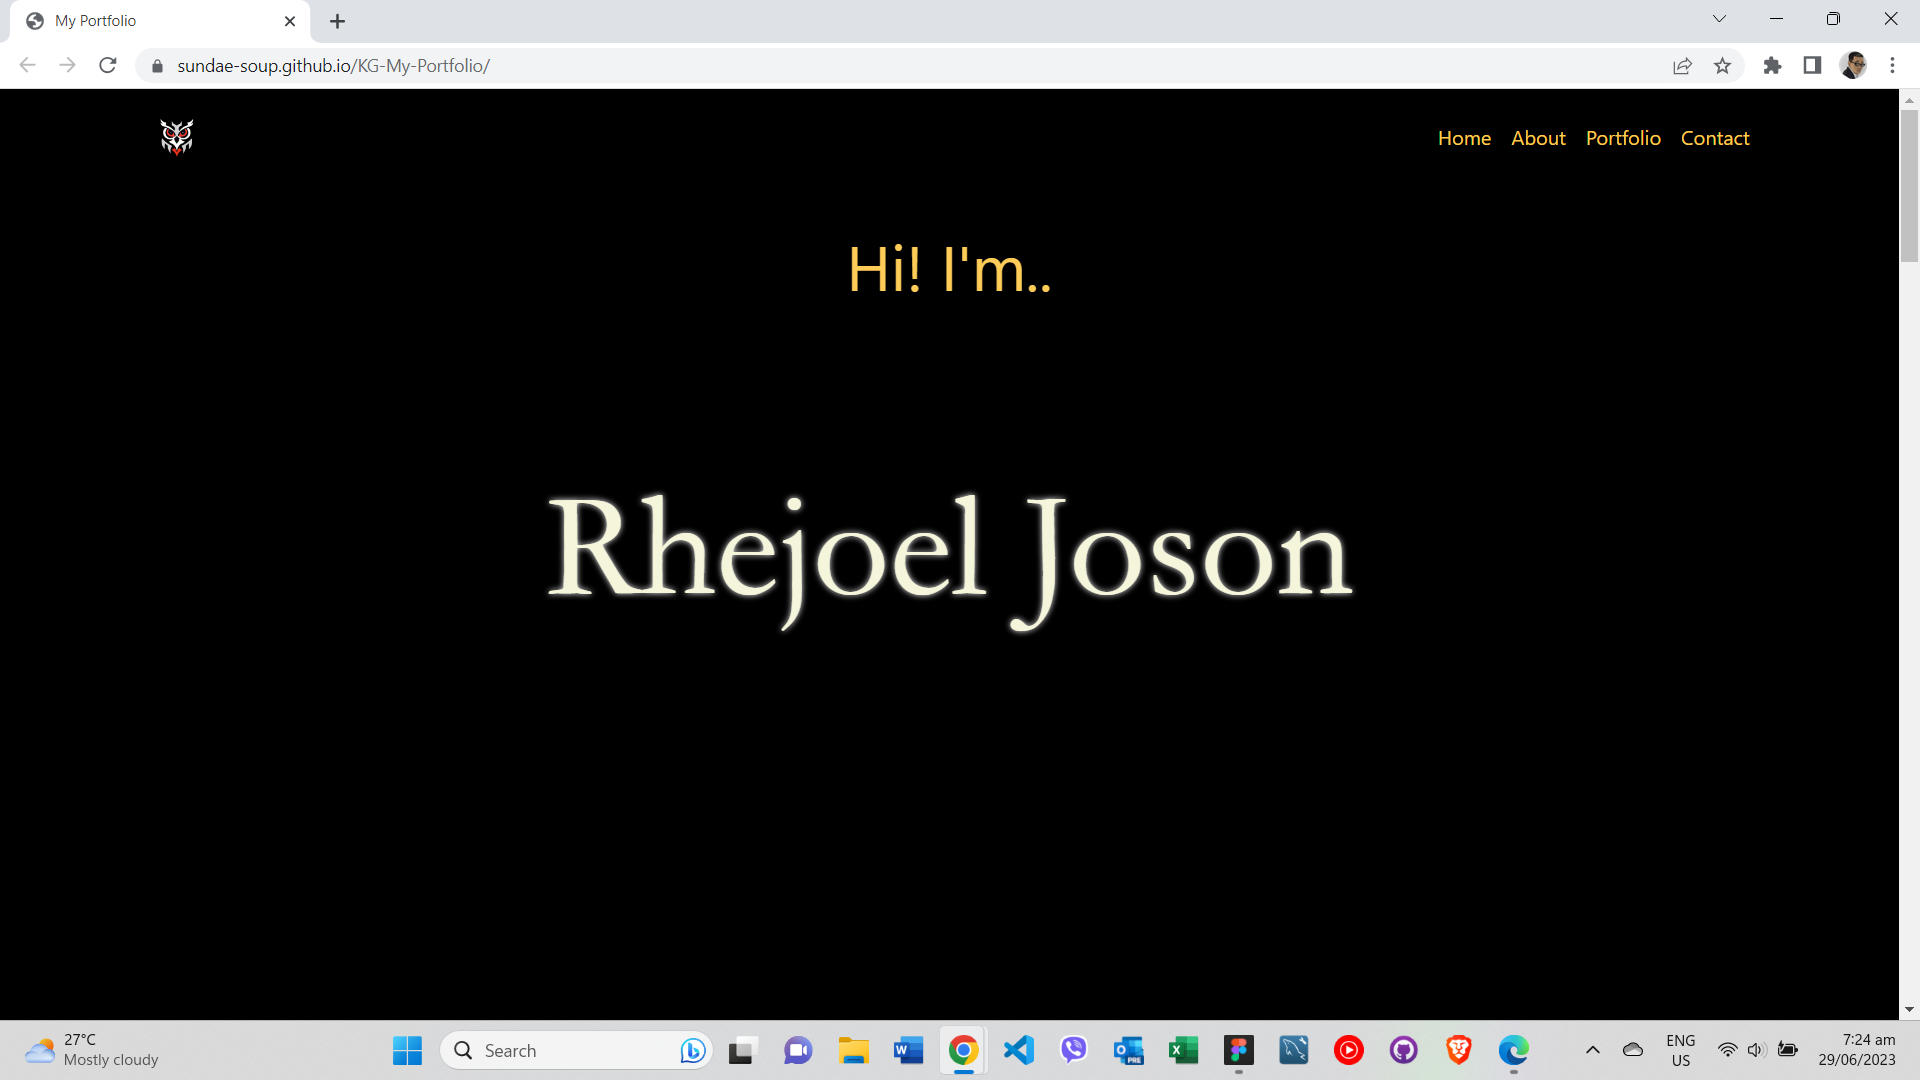 My Portfolio
sundae-soup.github.io/KG-My-Portfolio/
Home About Portfolio Contact
Hi! I'm..
Rhejoel Joson
27°C
Mostly cloudy
Search
ENG
US
7:24 am
29/06/2023